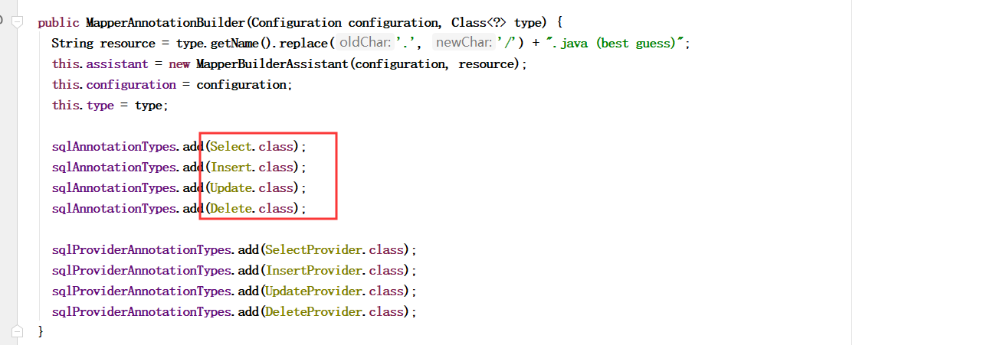 public MapperAnnotationBuilder(Configuration configuration, Class<?> type) {
String resource = type.getName().replace( oldChar: '.', newChar: '/') + ".java (best guess)";
this.assistant = new MapperBuilderAssistant(configuration, resource);
this.configuration = configuration;
this.type = type;
sqlAnnotationTypes.add(Select.class);
sqlAnnotationTypes.add(Insert.class);
sqlAnnotationTypes.add(Update.class);
sqlAnnotationTypes.add(Delete.class);
sqlProviderAnnotationTypes.add(SelectProvider.class);
sqlProviderAnnotationTypes.add(InsertProvider.class);
sqlProviderAnnotationTypes.add(UpdateProvider.class);
sqlProviderAnnotationTypes.add(DeleteProvider.class);
}